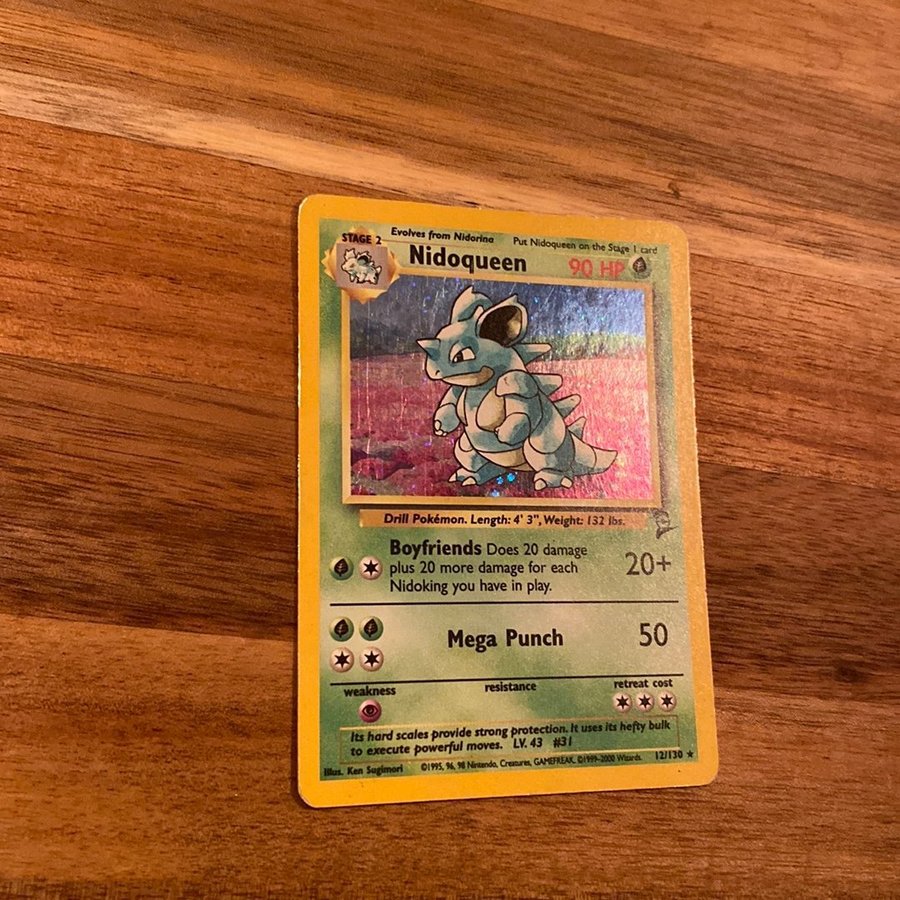 STAGE 2
Evolves from Nidorina
Put Nidoqueen on the Stage 1 card
Nidoqueen
90 HP
Drill Pokémon. Length: 4' 3", Weight: 132 lbs.
Boyfriends Does 20 damage
plus 20 more damage for each
Nidoking you have in play.
20+
Mega Punch
50
weakness
resistance
retreat cost
Its hard scales provide strong protection. It uses its hefty bulk
to execute powerful moves. LV. 43 #31
Illus. Ken Sugimori
©1995, 96, 98 Nintendo, Creatures, GAMEFREAK. ©1999-2000 Wizards.
12/130 ★